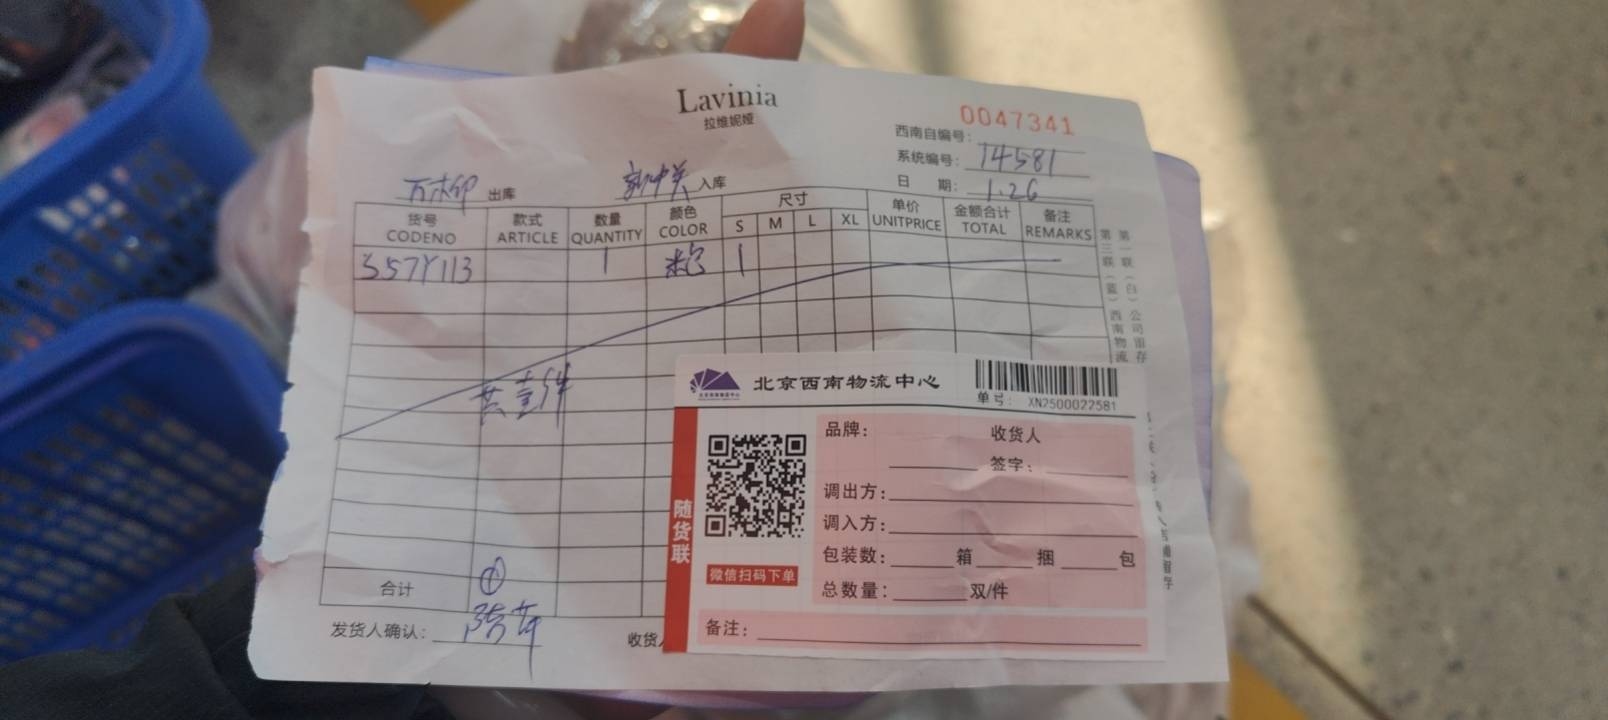 Lavinia
拉维妮娅
0047341
西南自编号:
系统编号: 14581
日 期: 1.26
万柳 出库 新中关 入库
货号 款式 数量 颜色 尺寸 单价 金额合计 备注
CODENO ARTICLE QUANTITY COLOR S M L XL UNITPRICE TOTAL REMARKS
S57Y113 1 1
共壹件
合计 ①
发货人确认:
收货
第一联(白)公司留存
第三联(蓝)西南物流
北京西南物流中心
单号: XN2500022581
随货联
微信扫码下单
品牌: 收货人
签字:
调出方:
调入方:
包装数: 箱 捆 包
总数量: 双/件
备注: